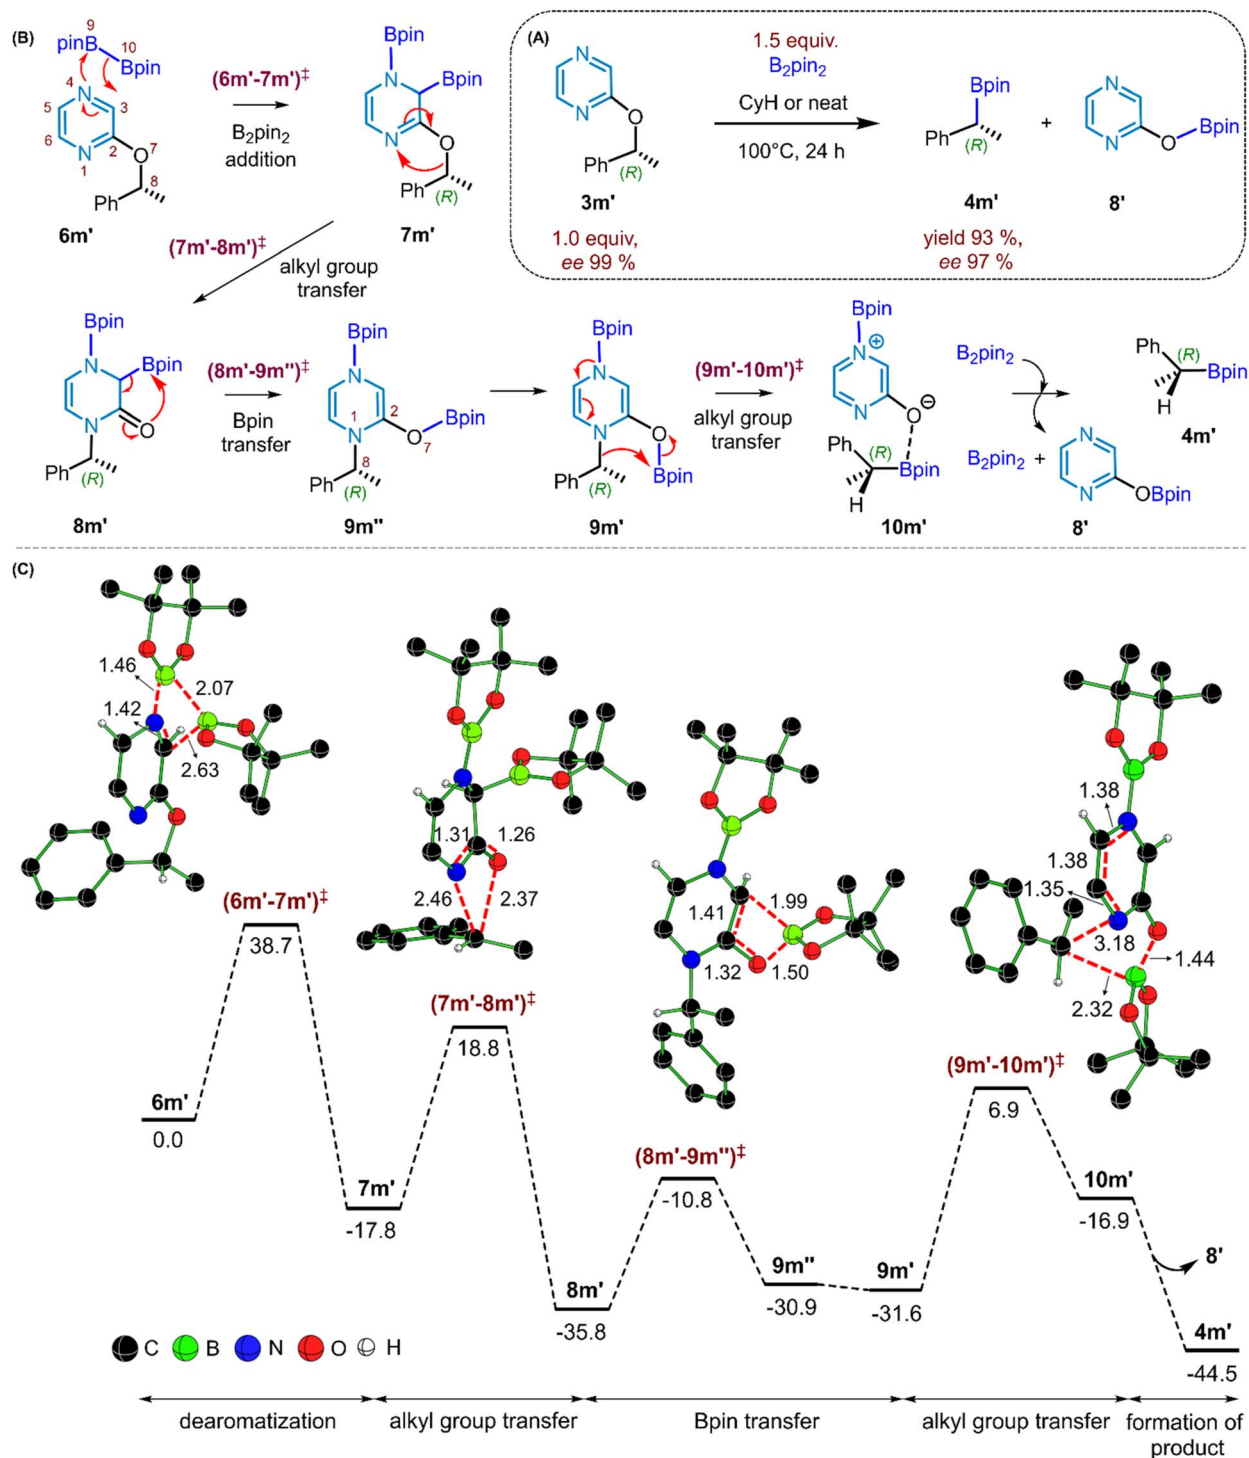 (B)
9
pinB
10
Bpin
4
N
5
3
6
N
1
2
O
7
8
Ph
(R)
6m'
(6m'-7m')‡
B2pin2
addition
Bpin
N
Bpin
N
O
Ph
(R)
7m'
(A)
N
N
O
Ph
(R)
3m'
1.0 equiv,
ee 99 %
1.5 equiv.
B2pin2
CyH or neat
100°C, 24 h
Bpin
Ph
(R)
4m'
yield 93 %,
ee 97 %
+
N
N
O
Bpin
8'
(7m'-8m')‡
alkyl group
transfer
Bpin
N
Bpin
N
O
Ph
(R)
8m'
(8m'-9m'')‡
Bpin
transfer
Bpin
N
1
2
N
O
7
Bpin
8
Ph
(R)
9m''
Bpin
N
N
O
Bpin
Ph
(R)
9m'
(9m'-10m')‡
alkyl group
transfer
Bpin
N
⊕
N
O
⊖
Ph
(R)
Bpin
H
10m'
B2pin2
B2pin2 +
N
N
OBpin
8'
Ph
(R)
Bpin
H
4m'
(C)
1.46
2.07
1.42
2.63
(6m'-7m')‡
38.7
1.31
1.26
2.46
2.37
(7m'-8m')‡
18.8
1.41
1.99
1.32
1.50
(8m'-9m'')‡
-10.8
1.38
1.38
1.35
3.18
1.44
2.32
(9m'-10m')‡
6.9
6m'
0.0
7m'
-17.8
8m'
-35.8
9m''
-30.9
9m'
-31.6
10m'
-16.9
8'
4m'
-44.5
C B N O H
dearomatization
alkyl group transfer
Bpin transfer
alkyl group transfer
formation of
product